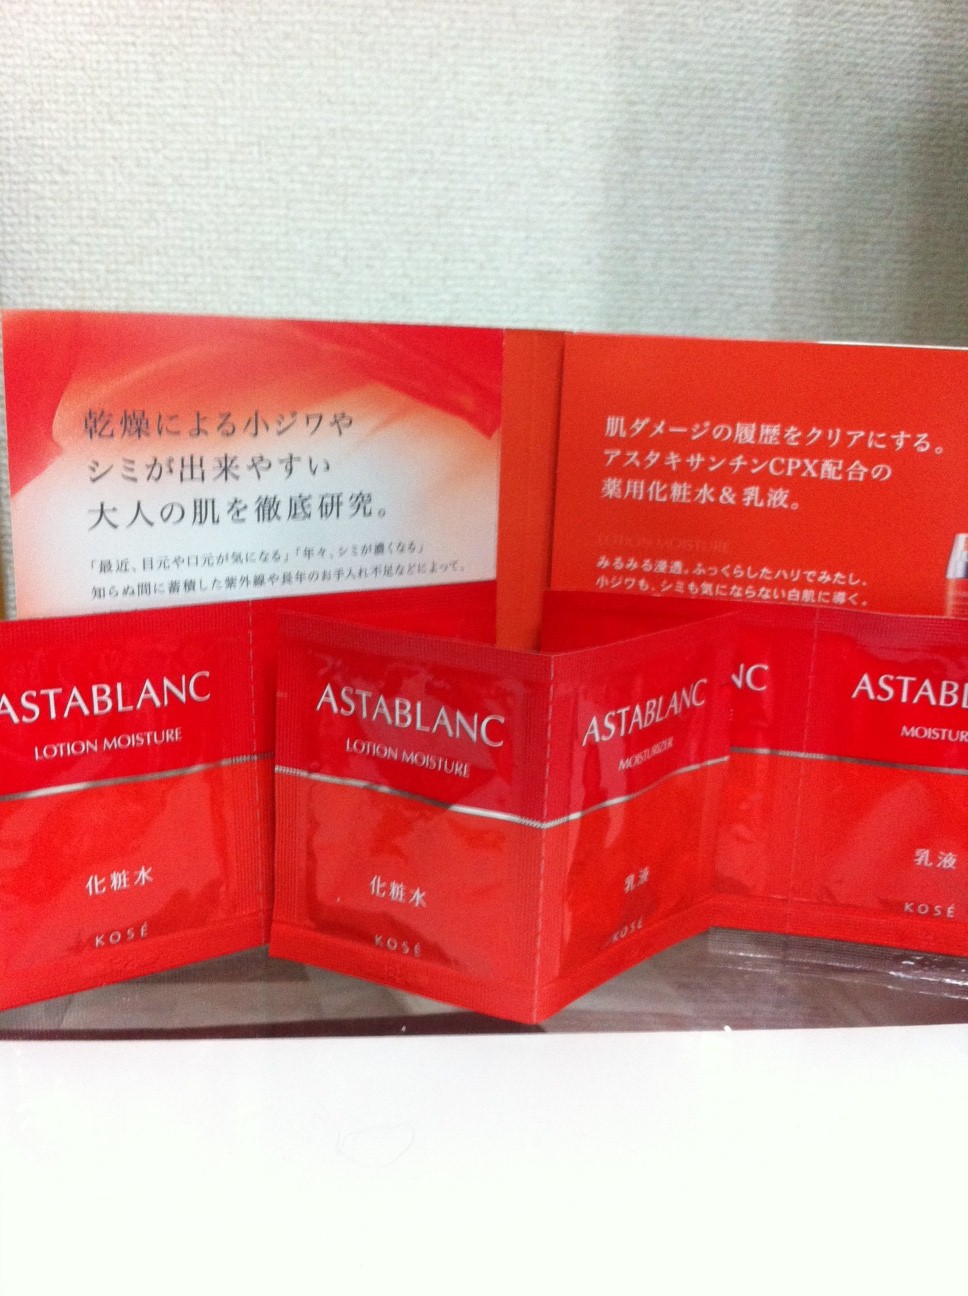 乾燥による小ジワや
シミが出来やすい
大人の肌を徹底研究。
「最近、目元や口元が気になる」「年々、シミが濃くなる」
知らぬ間に蓄積した紫外線や長年のお手入れ不足などによって。
肌ダメージの履歴をクリアにする。
アスタキサンチンCPX配合の
薬用化粧水&乳液。
LOTION MOISTURE
みるみる浸透。ふっくらしたハリでみたし、
小ジワも、シミも気にならない白肌に導く。
ASTABLANC
LOTION MOISTURE
化粧水
KOSÉ
ASTABLANC
LOTION MOISTURE
化粧水
KOSÉ
ASTABLANC
MOISTURIZER
乳液
KOSÉ
NC
ASTABL
MOISTUR
乳液
KOSÉ